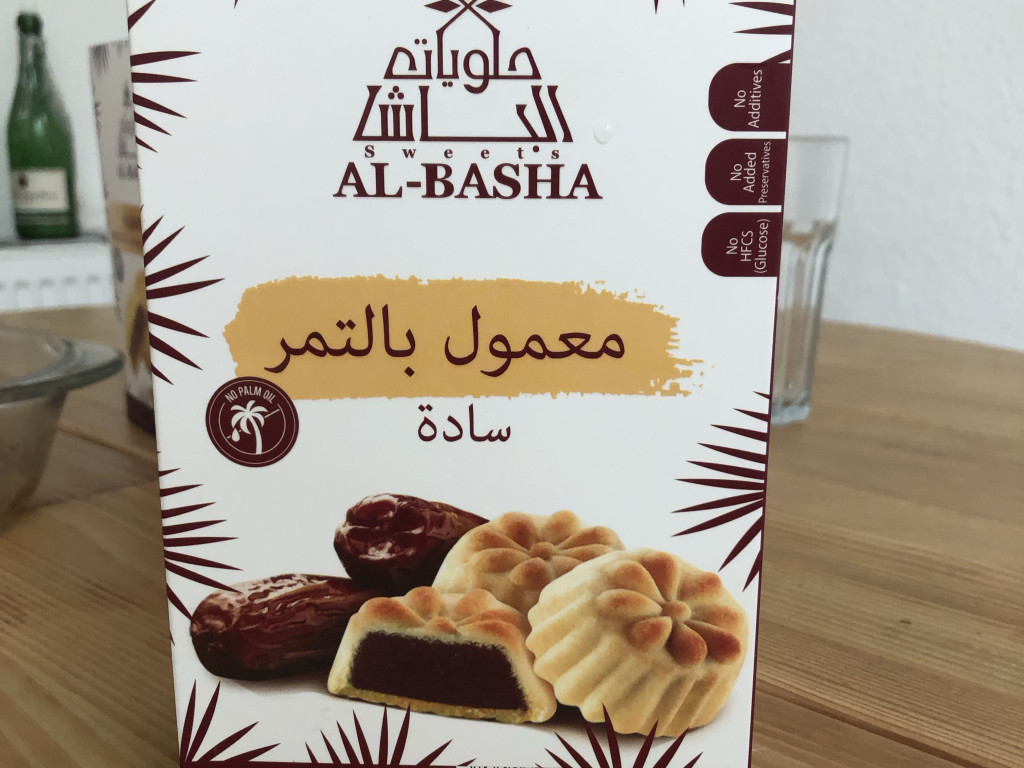 حلويات
الباشا
Sweets
AL-BASHA
No
Additives
No
Added
Preservatives
No
HFCS
(Glucose)
معمول بالتمر
NO PALM OIL
سادة